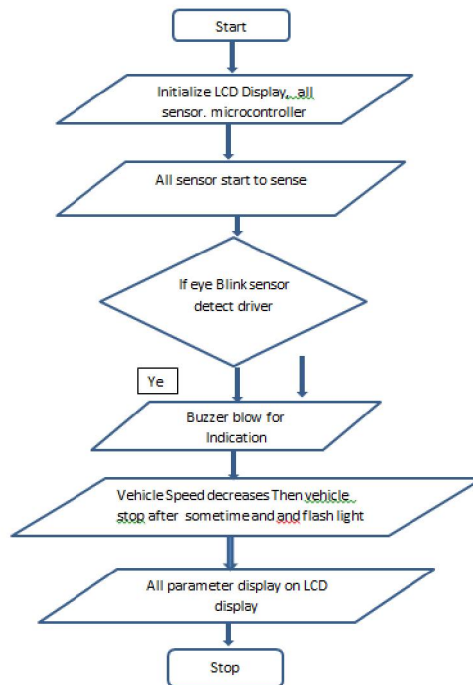 Start
Initialize LCD Display, all
sensor. microcontroller
All sensor start to sense
If eye Blink sensor
detect driver
Ye
Buzzer blow for
Indication
Vehicle Speed decreases Then vehicle
stop after sometime and and flash light
All parameter display on LCD
display
Stop